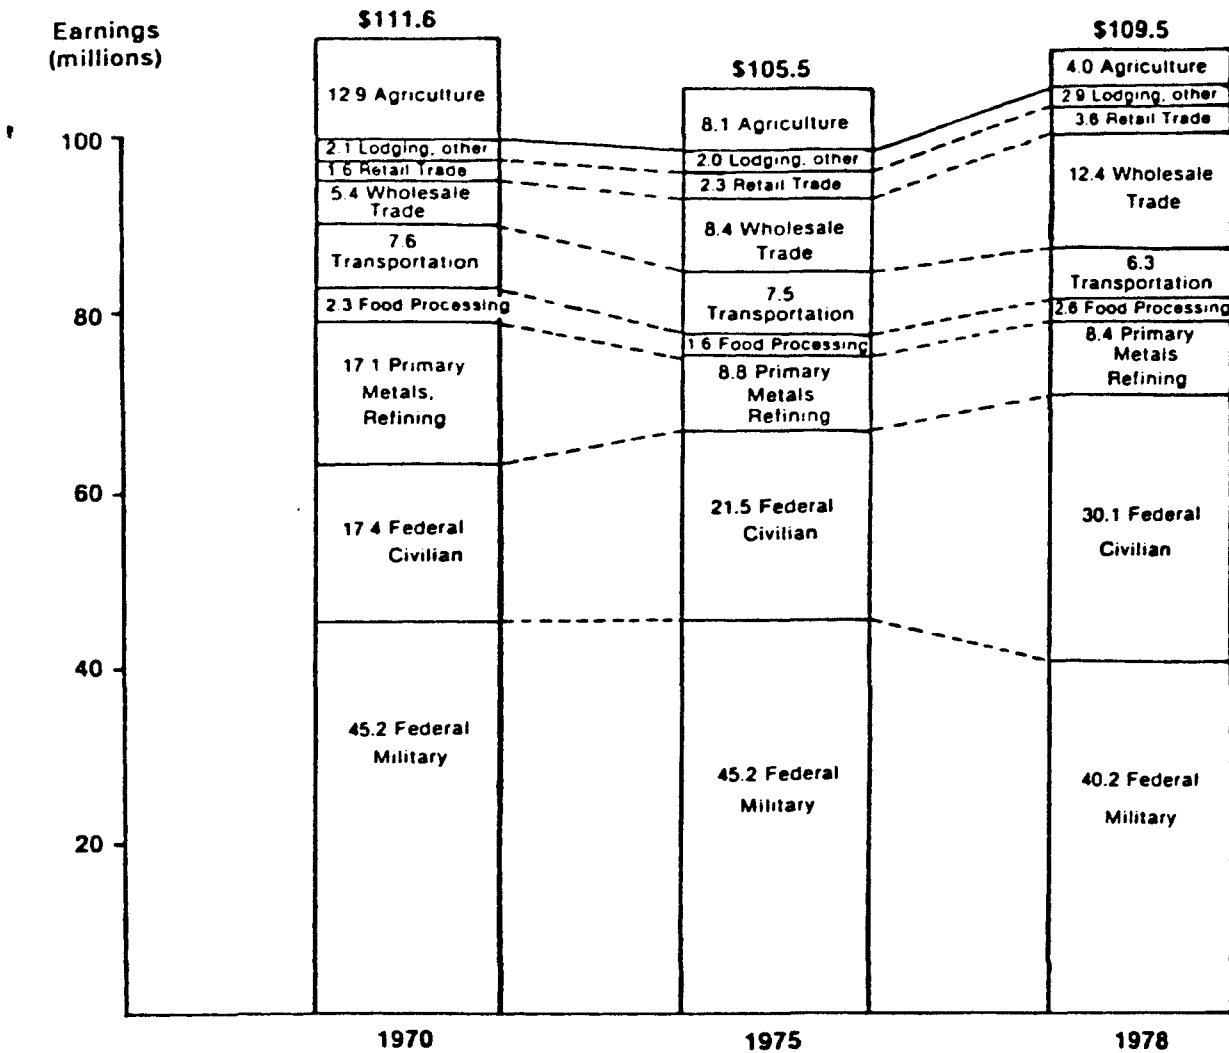 Earnings
(millions)
100
80
60
40
20
$111.6
12 9 Agriculture
2.1 Lodging, other
1 6 Retail Trade
5.4 Wholesale
Trade
7.6
Transportation
2.3 Food Processing
17 1 Primary
Metals,
Refining
17 4 Federal
Civilian
45.2 Federal
Military
1970
$105.5
8.1 Agriculture
2.0 Lodging, other
2.3 Retail Trade
8.4 Wholesale
Trade
7.5
Transportation
1 6 Food Processing
8.8 Primary
Metals
Refining
21.5 Federal
Civilian
45.2 Federal
Military
1975
$109.5
4.0 Agriculture
2 9 Lodging, other
3.6 Retail Trade
12.4 Wholesale
Trade
6.3
Transportation
2.6 Food Processing
8.4 Primary
Metals
Refining
30.1 Federal
Civilian
40.2 Federal
Military
1978